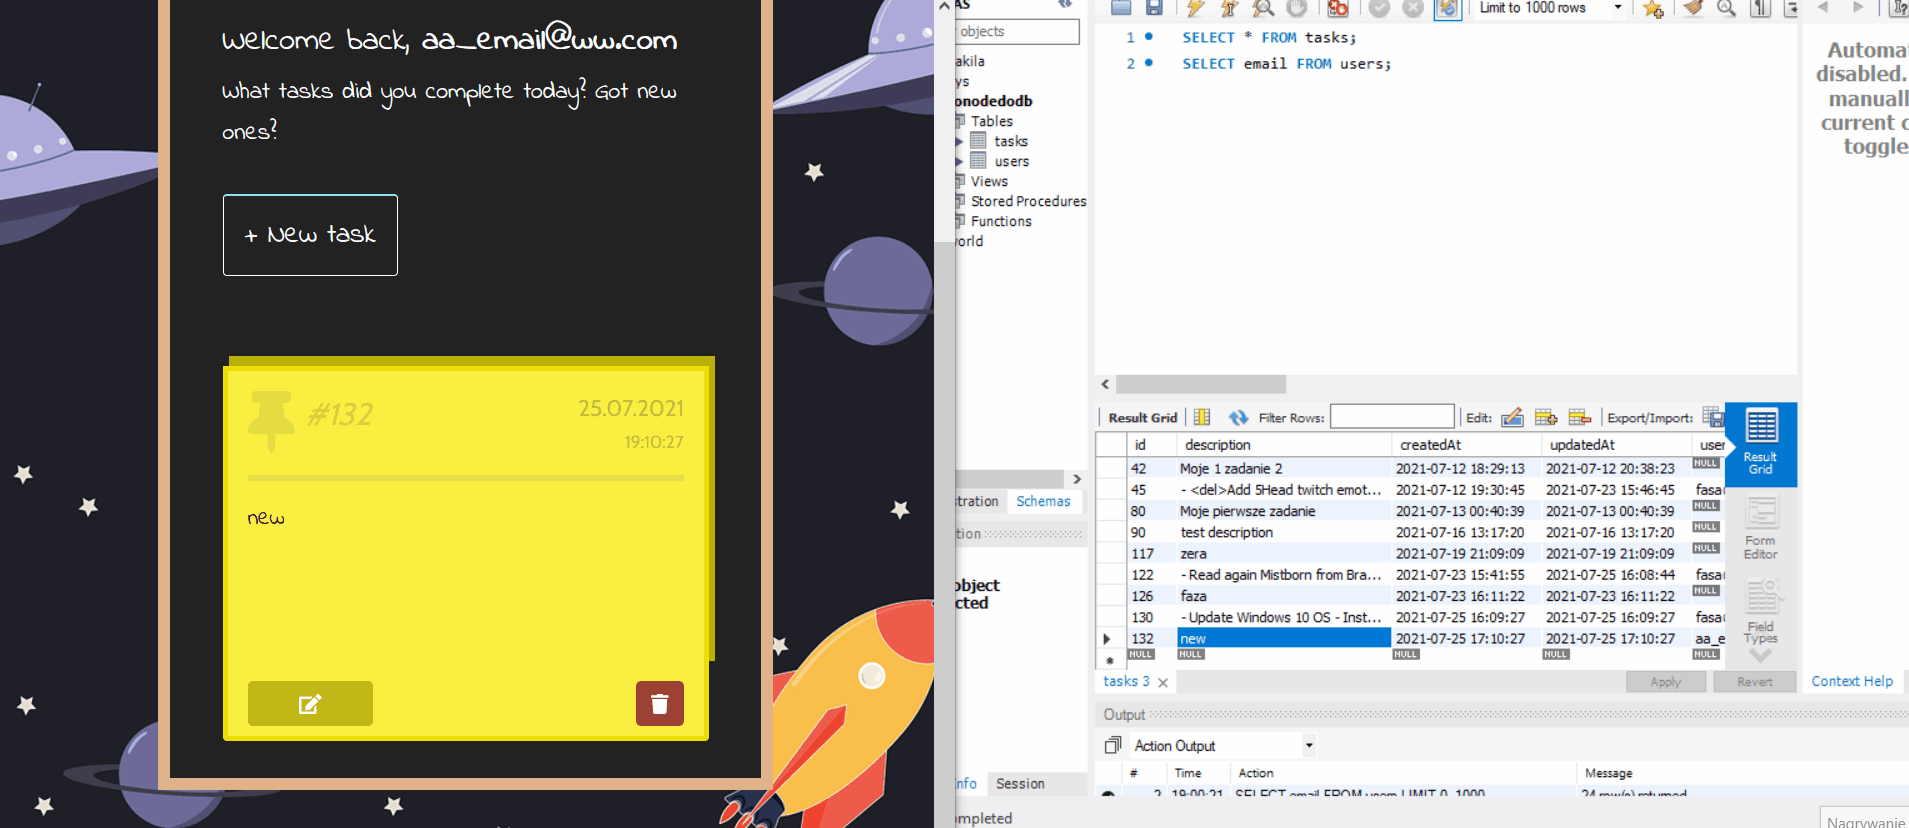 Welcome back, aa_email@ww.com
What tasks did you complete today? Got new
ones?
+ New task
#132
25.07.2021
19:10:27
new
AS
objects
akila
ys
onodedodb
Tables
tasks
users
Views
Stored Procedures
Functions
orld
stration Schemas
tion
object
cted
Info Session
mpleted
Limit to 1000 rows
1 SELECT * FROM tasks;
2 SELECT email FROM users;
Automa
disabled.
manuall
current c
toggle
Result Grid Filter Rows: Edit: Export/Import:
id description createdAt updatedAt user
42 Moje 1 zadanie 2 2021-07-12 18:29:13 2021-07-12 20:38:23 NULL
45 - <del>Add 5Head twitch emot... 2021-07-12 19:30:45 2021-07-23 15:46:45 fasa
80 Moje pierwsze zadanie 2021-07-13 00:40:39 2021-07-13 00:40:39 NULL
90 test description 2021-07-16 13:17:20 2021-07-16 13:17:20 NULL
117 zera 2021-07-19 21:09:09 2021-07-19 21:09:09 NULL
122 - Read again Mistborn from Bra... 2021-07-23 15:41:55 2021-07-25 16:08:44 fasa
126 faza 2021-07-23 16:11:22 2021-07-23 16:11:22 NULL
130 - Update Windows 10 OS - Inst... 2021-07-25 16:09:27 2021-07-25 16:09:27 fasa
132 new 2021-07-25 17:10:27 2021-07-25 17:10:27 aa_e
NULL NULL NULL NULL NULL
Result
Grid
Form
Editor
Field
Types
tasks 3 Apply Revert Context Help
Output
Action Output
# Time Action Message
2 19:00:21 SELECT email FROM users LIMIT 0, 1000 24 row(s) returned
Nagrywanie